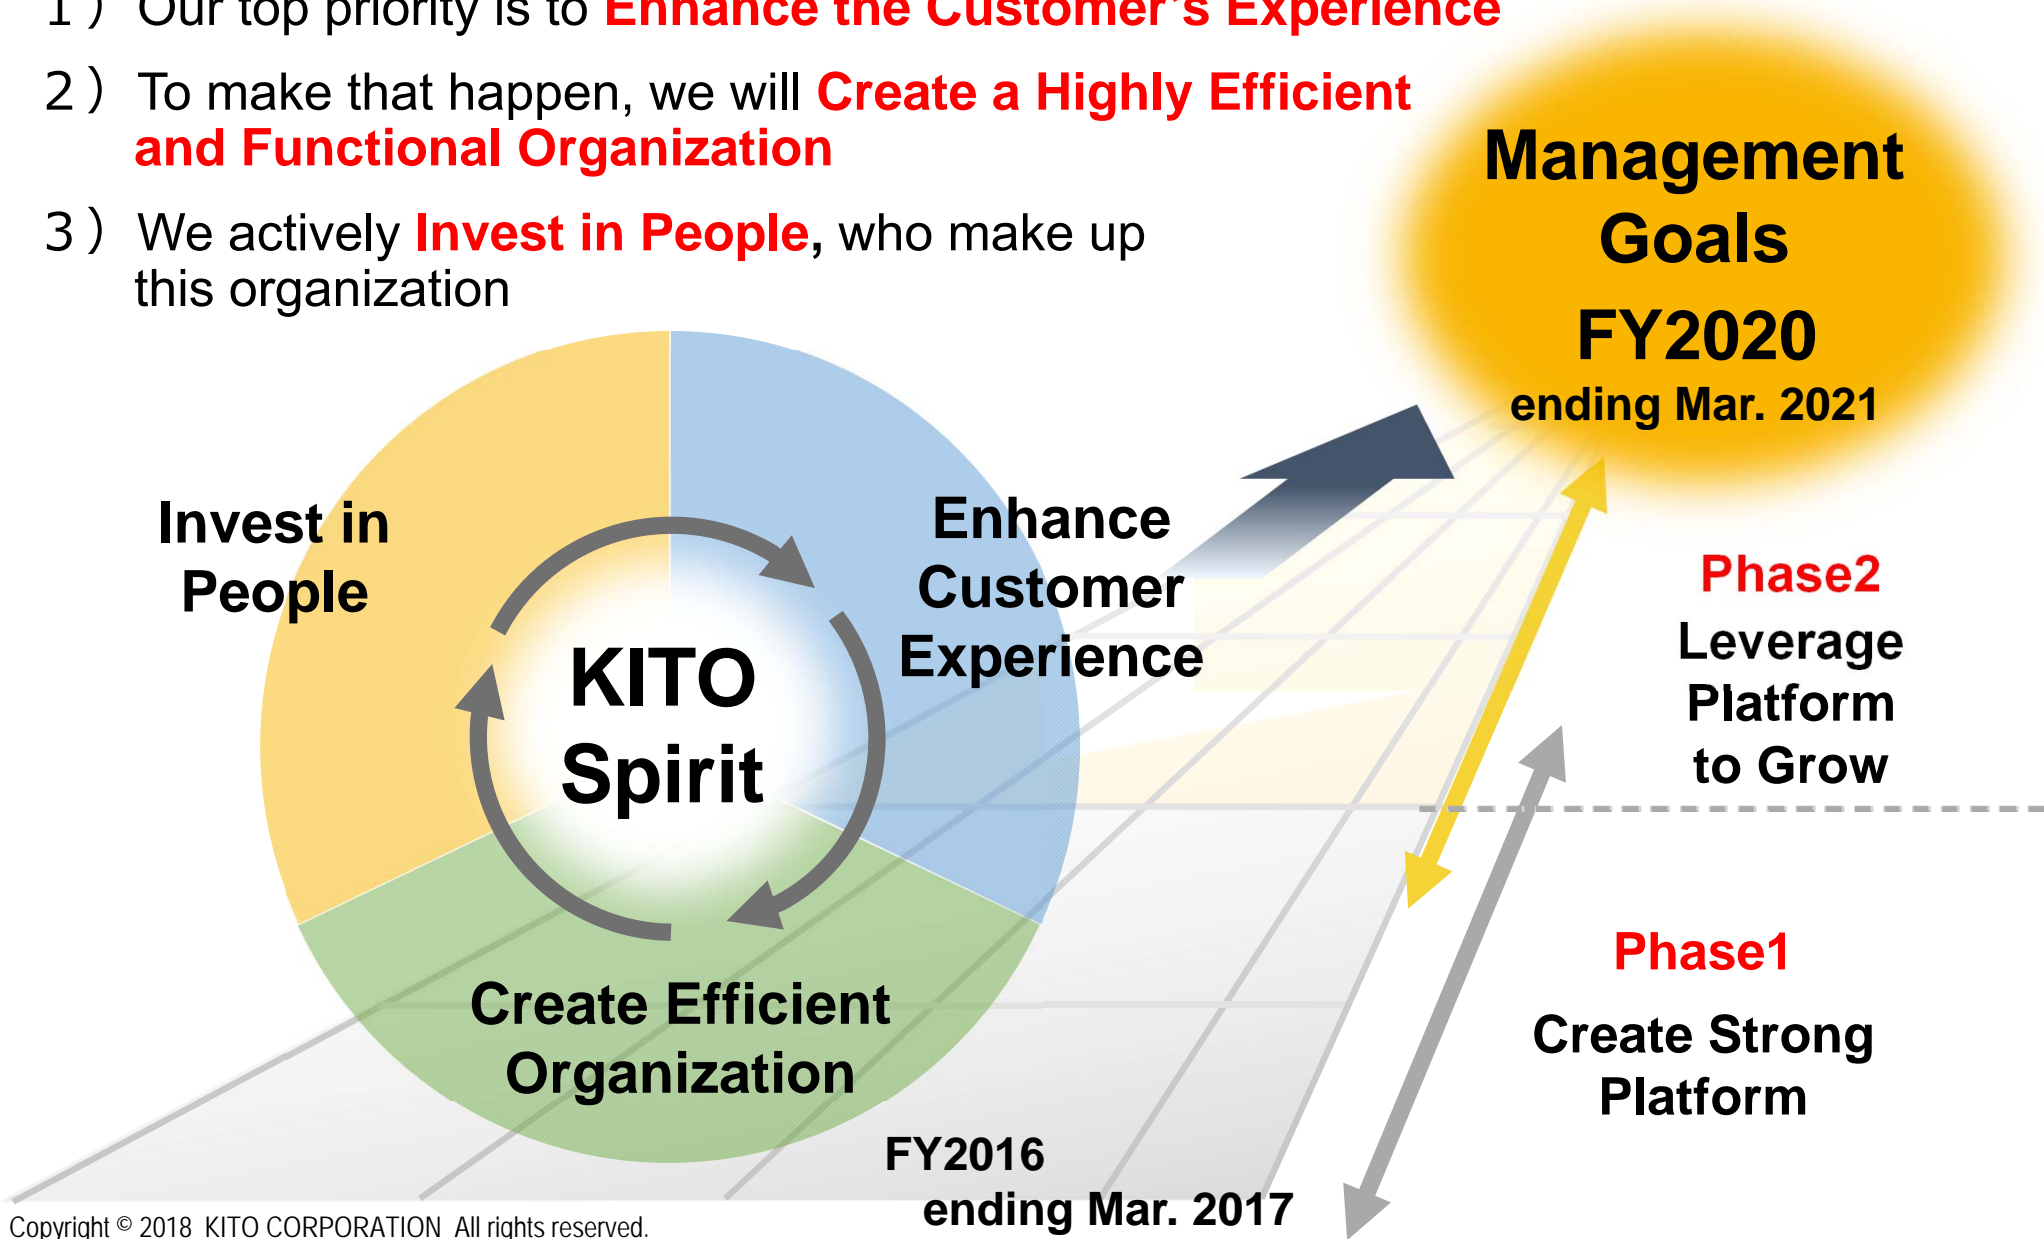 1）Our top priority is to Enhance the Customer's Experience
2）To make that happen, we will Create a Highly Efficient
and Functional Organization
3）We actively Invest in People, who make up
this organization
Management
Goals
FY2020
ending Mar. 2021
Invest in
People
Enhance
Customer
Experience
KITO
Spirit
Create Efficient
Organization
Phase2
Leverage
Platform
to Grow
Phase1
Create Strong
Platform
FY2016
ending Mar. 2017
Copyright © 2018 KITO CORPORATION All rights reserved.